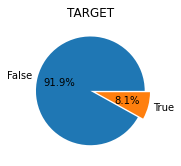 TARGET
False
91.9%
8.1%
True